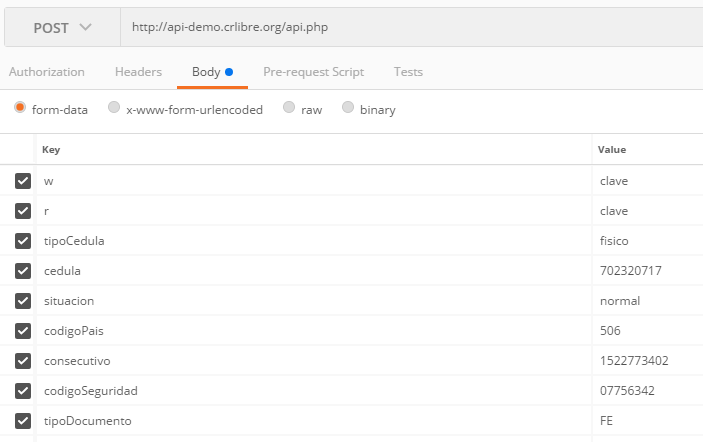 POST http://api-demo.crlibre.org/api.php
Authorization Headers Body Pre-request Script Tests
form-data x-www-form-urlencoded raw binary
Key Value
w clave
r clave
tipoCedula fisico
cedula 702320717
situacion normal
codigoPais 506
consecutivo 1522773402
codigoSeguridad 07756342
tipoDocumento FE